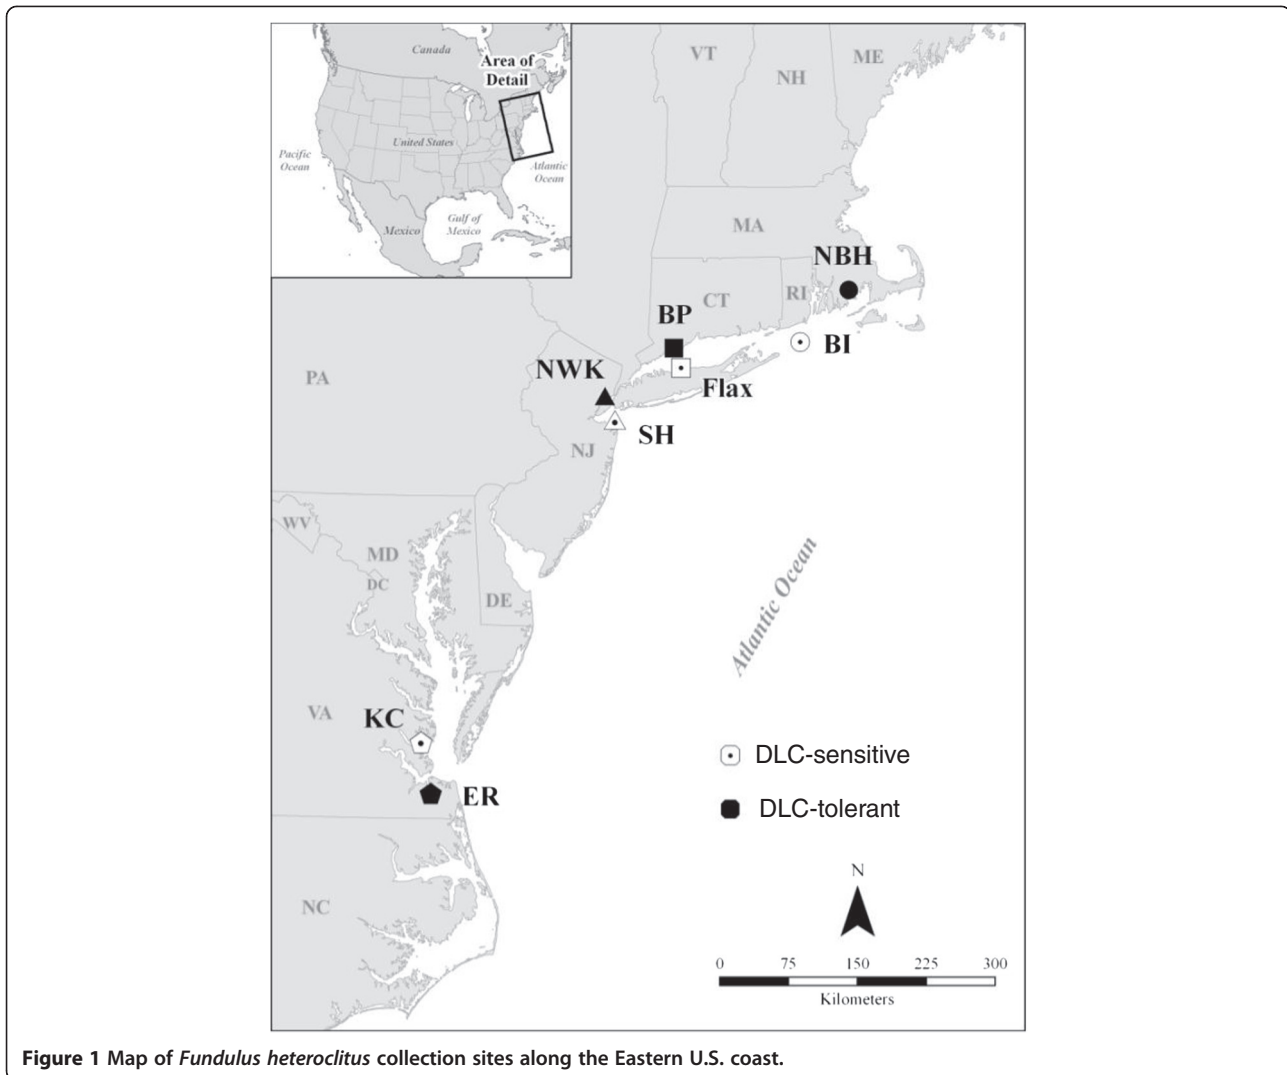 Canada
Area of
Detail
United States
Pacific
Ocean
Atlantic
Ocean
Gulf of
Mexico
Mexico
VT
NH
ME
MA
NBH
CT
RI
BP
BI
NWK
Flax
PA
SH
NJ
WV
MD
DC
DE
Atlantic Ocean
VA
KC
ER
DLC-sensitive
DLC-tolerant
NC
N
0 75 150 225 300
Kilometers
Figure 1 Map of Fundulus heteroclitus collection sites along the Eastern U.S. coast.